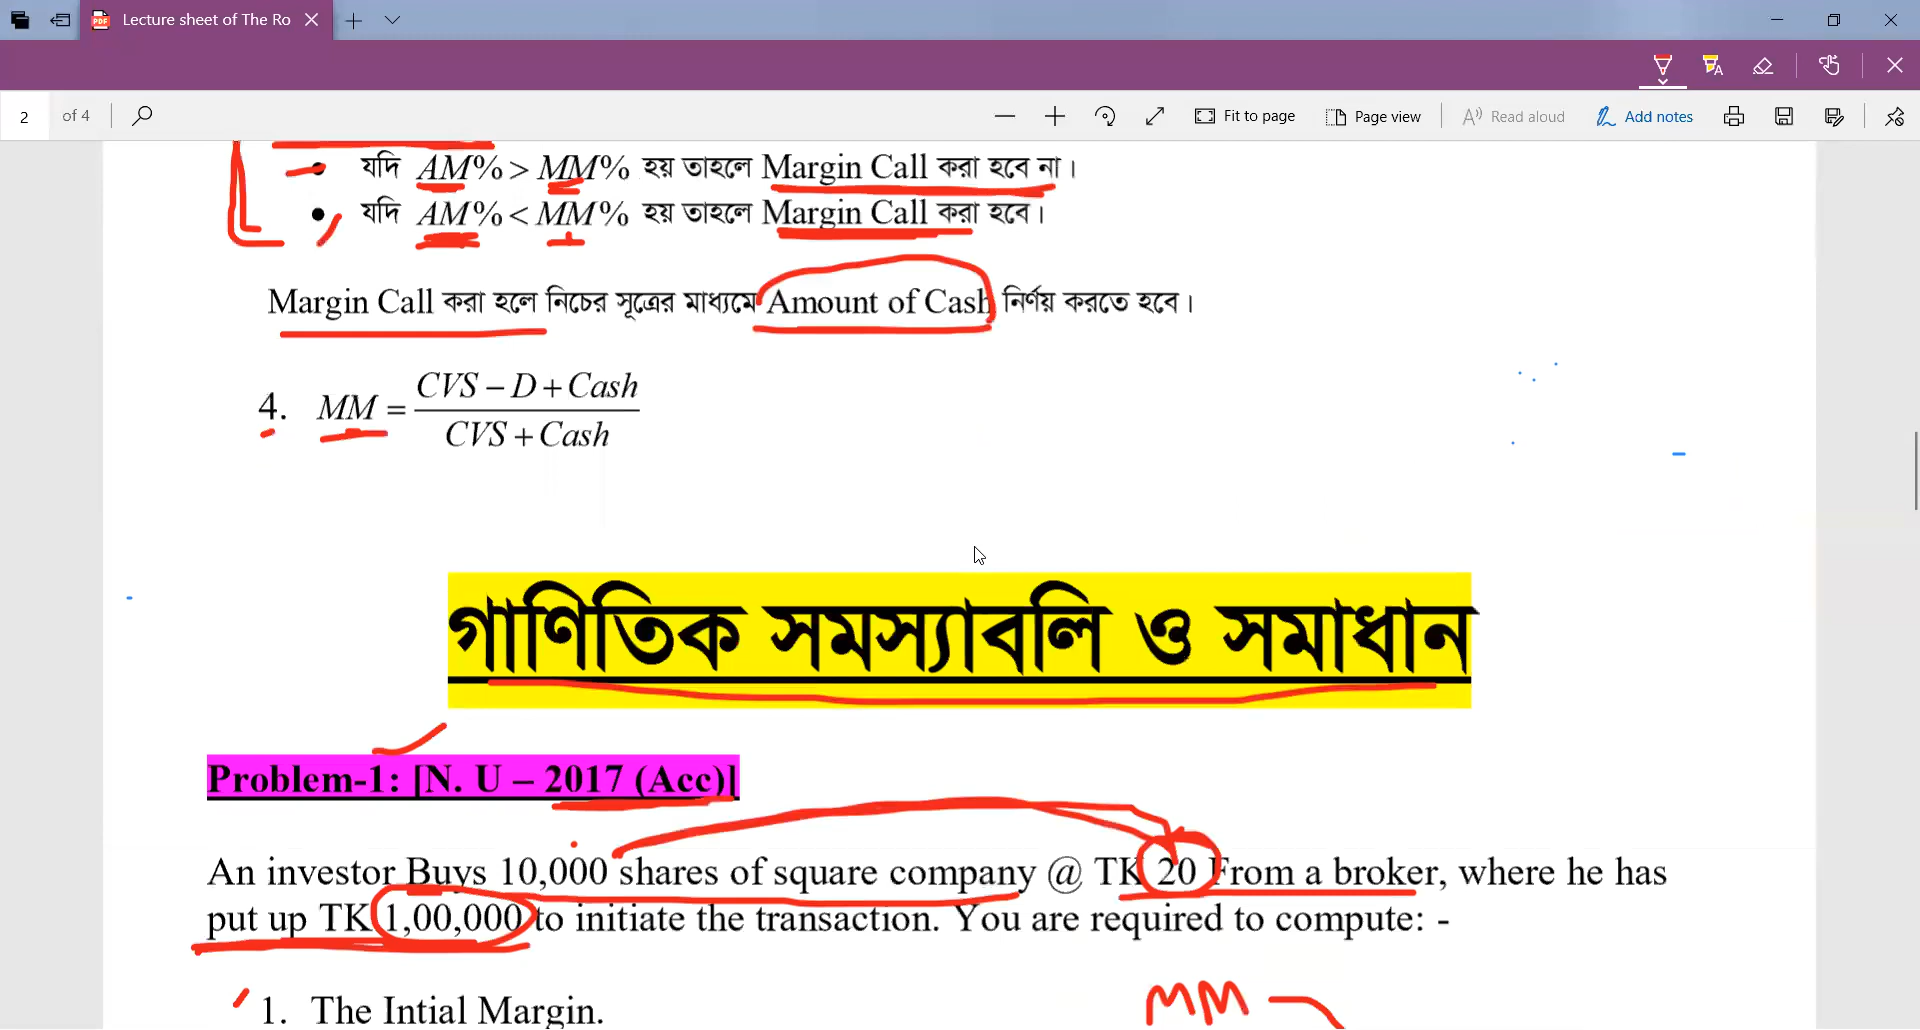 Lecture sheet of The Ro
2 of 4
Fit to page
Page view
Read aloud
Add notes
যদি AM% > MM% হয় তাহলে Margin Call করা হবে না।
যদি AM% < MM% হয় তাহলে Margin Call করা হবে।
Margin Call করা হলে নিচের সূত্রের মাধ্যমে Amount of Cash নির্ণয় করতে হবে।
4. MM = \frac{CVS - D + Cash}{CVS + Cash}
গাণিতিক সমস্যাবলি ও সমাধান
Problem-1: [N. U – 2017 (Acc)]
An investor Buys 10,000 shares of square company @ TK 20 From a broker, where he has
put up TK 1,00,000 to initiate the transaction. You are required to compute: -
1. The Intial Margin.
MM